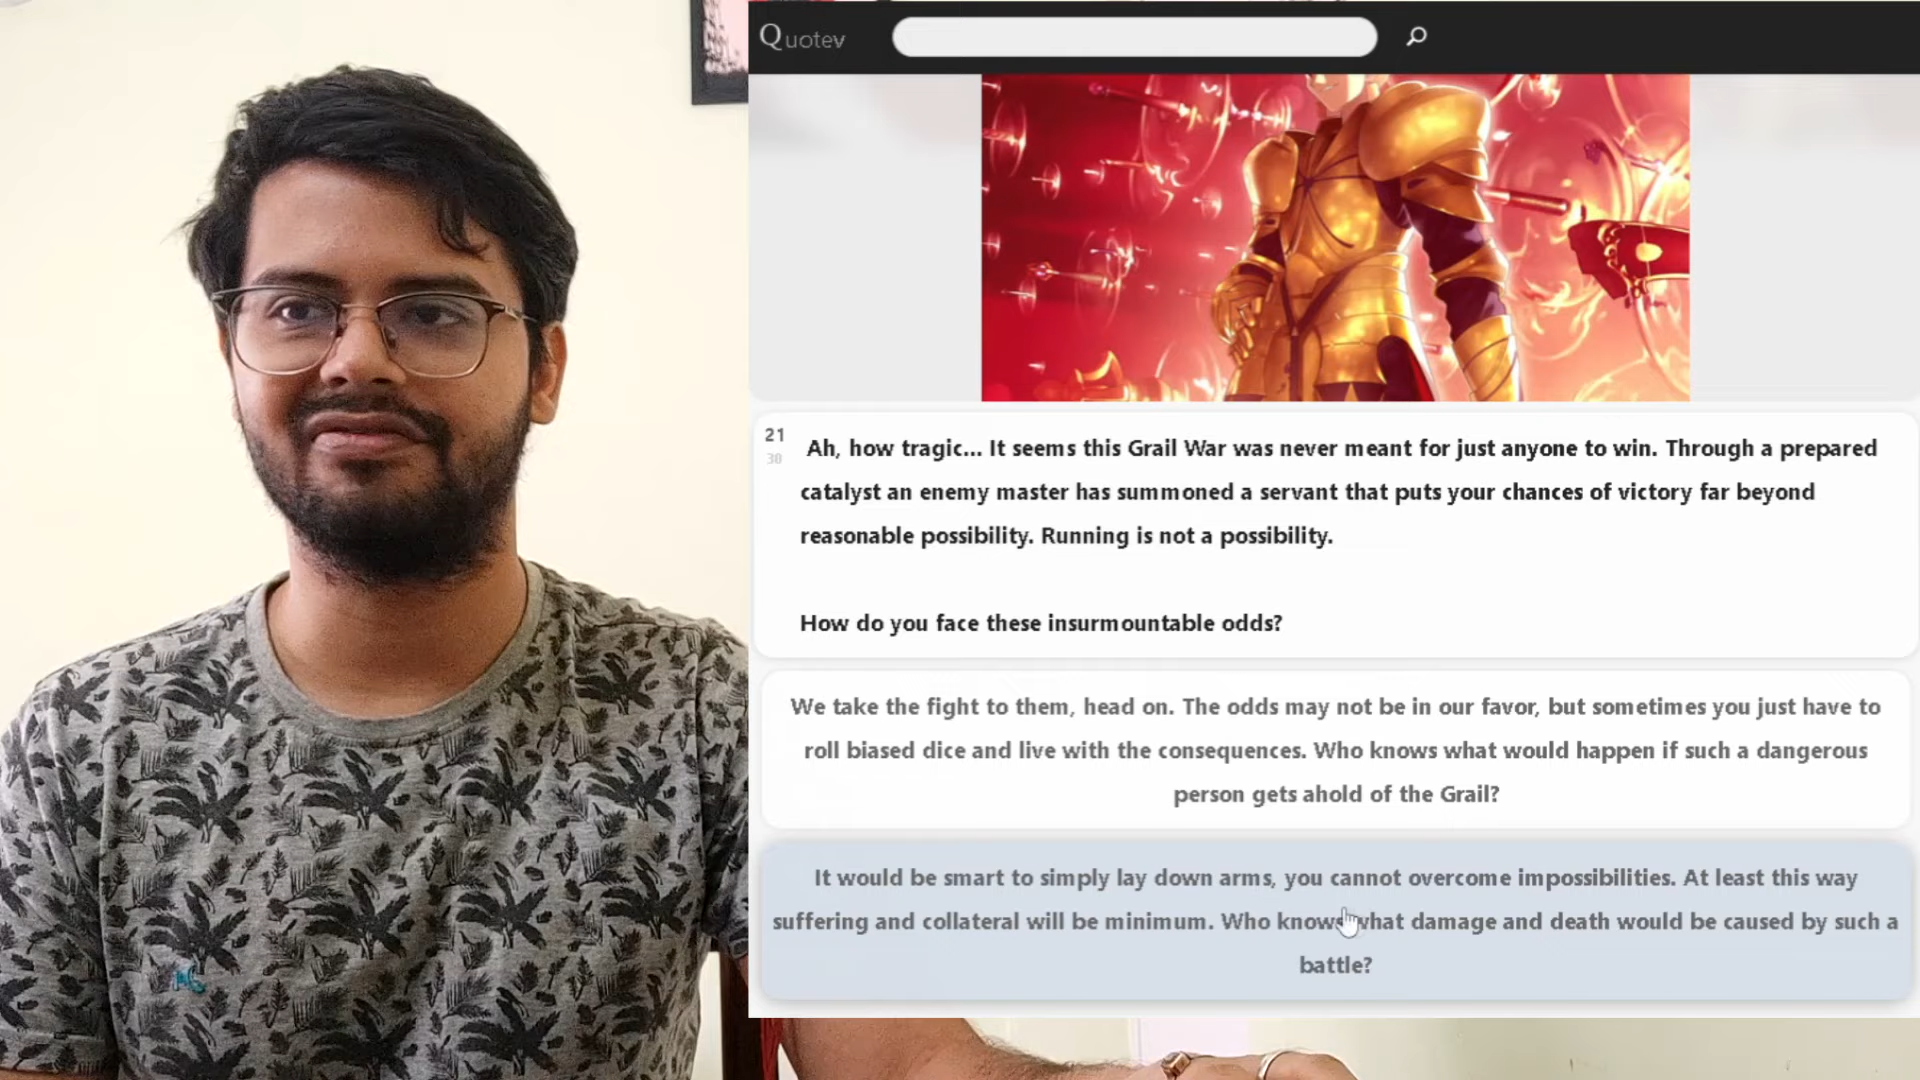 Quotev
21
30
Ah, how tragic... It seems this Grail War was never meant for just anyone to win. Through a prepared
catalyst an enemy master has summoned a servant that puts your chances of victory far beyond
reasonable possibility. Running is not a possibility.
How do you face these insurmountable odds?
We take the fight to them, head on. The odds may not be in our favor, but sometimes you just have to
roll biased dice and live with the consequences. Who knows what would happen if such a dangerous
person gets ahold of the Grail?
It would be smart to simply lay down arms, you cannot overcome impossibilities. At least this way
suffering and collateral will be minimum. Who knows what damage and death would be caused by such a
battle?